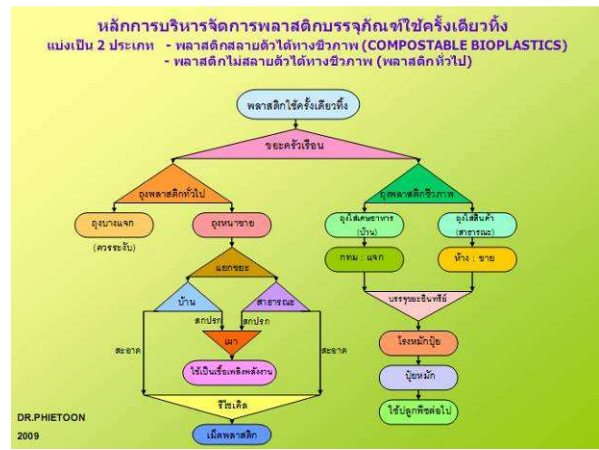 หลักการบริหารจัดการพลาสติกบรรจุภัณฑ์ใช้ครั้งเดียวทิ้ง
แบ่งเป็น 2 ประเภท - พลาสติกสลายตัวได้ทางชีวภาพ (COMPOSTABLE BIOPLASTICS)
- พลาสติกไม่สลายตัวได้ทางชีวภาพ (พลาสติกทั่วไป)
พลาสติกใช้ครั้งเดียวทิ้ง
ขยะครัวเรือน
ถุงพลาสติกทั่วไป
ถุงพลาสติกชีวภาพ
ถุงบางแจก
(ควรระงับ)
ถุงหนาขาย
ถุงใส่เศษอาหาร
(บ้าน)
ถุงใส่สินค้า
(สาธารณะ)
แยกขยะ
กทม : แจก
ห้าง : ขาย
บ้าน
สาธารณะ
บรรจุขยะอินทรีย์
สกปรก
สกปรก
เผา
สะอาด
สะอาด
โรงหมักปุ๋ย
ใช้เป็นเชื้อเพลิงพลังงาน
ปุ๋ยหมัก
รีไซเคิล
ใช้ปลูกพืชต่อไป
เม็ดพลาสติก
DR.PHIETOON
2009